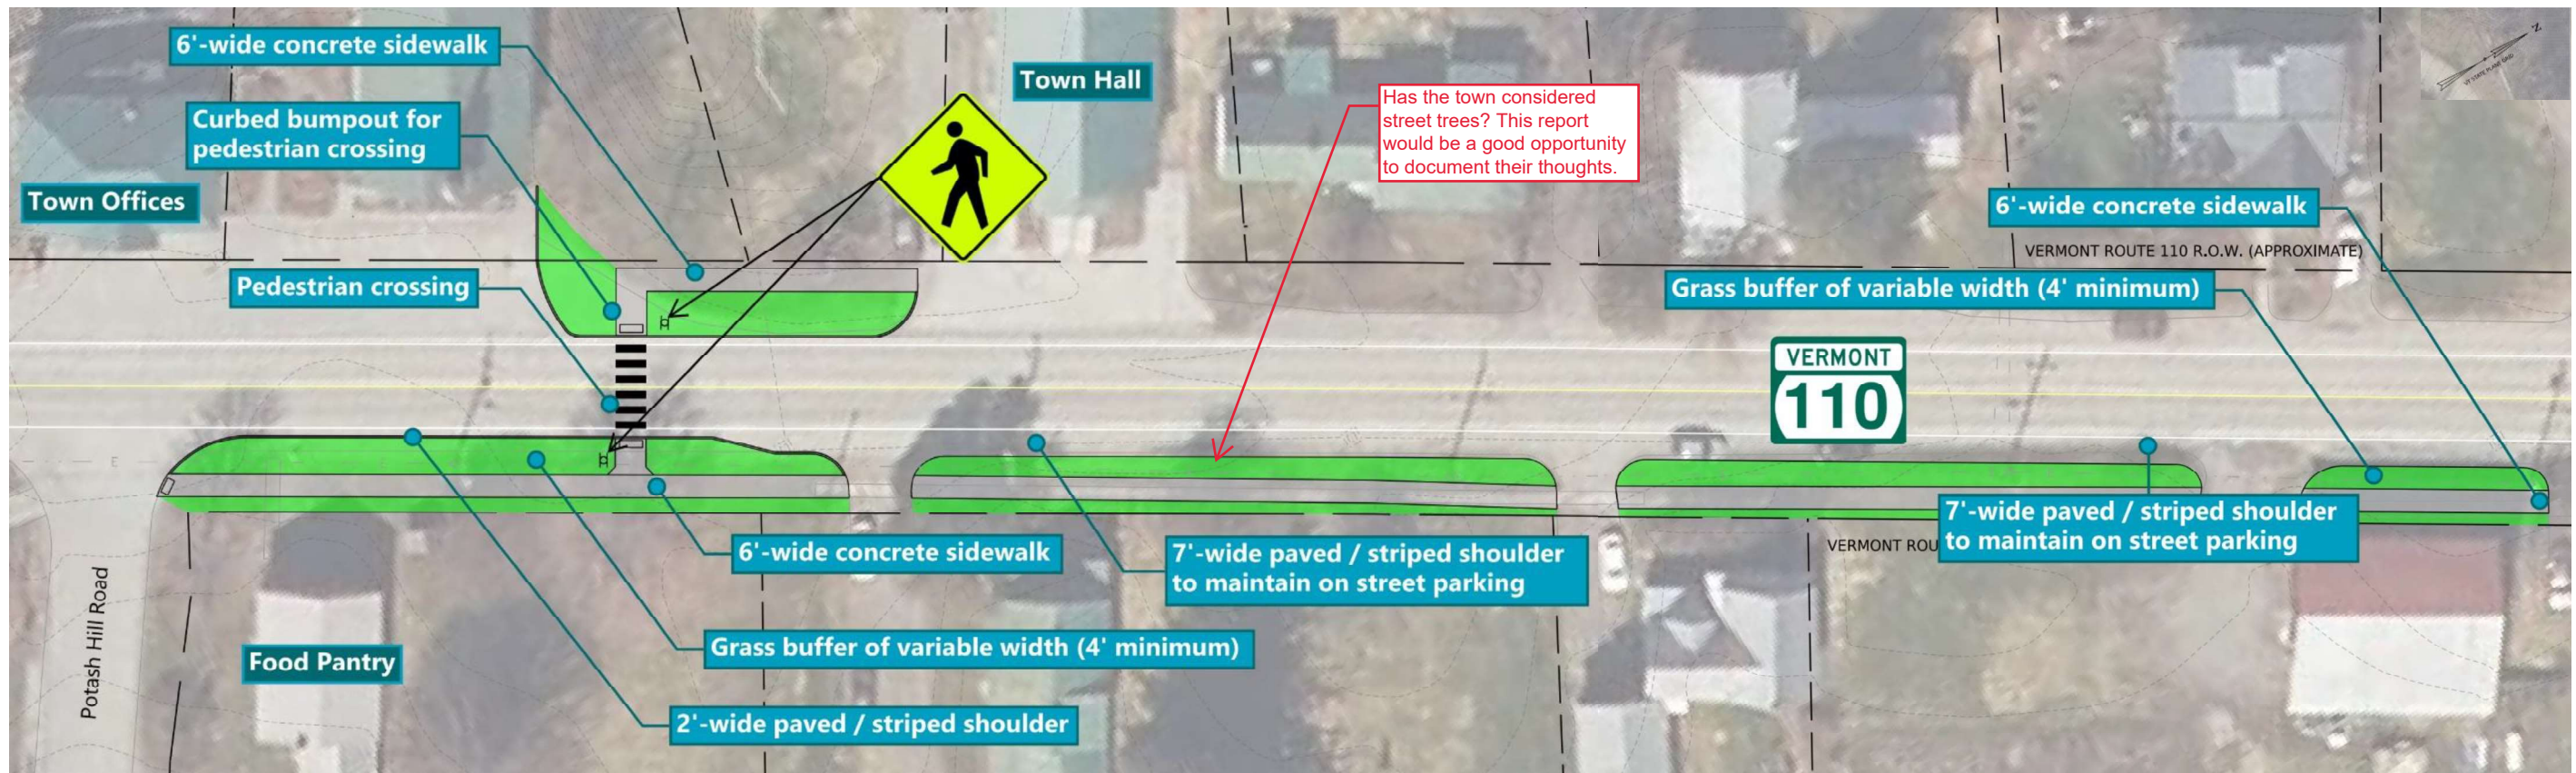 6'-wide concrete sidewalk
Curbed bumpout for
pedestrian crossing
Town Offices
Pedestrian crossing
Town Hall
Has the town considered
street trees? This report
would be a good opportunity
to document their thoughts.
N
VT STATE PLANE GRID
6'-wide concrete sidewalk
VERMONT ROUTE 110 R.O.W. (APPROXIMATE)
Grass buffer of variable width (4' minimum)
VERMONT
110
E
7'-wide paved / striped shoulder
to maintain on street parking
VERMONT ROU
6'-wide concrete sidewalk
7'-wide paved / striped shoulder
to maintain on street parking
Grass buffer of variable width (4' minimum)
2'-wide paved / striped shoulder
Food Pantry
Potash Hill Road